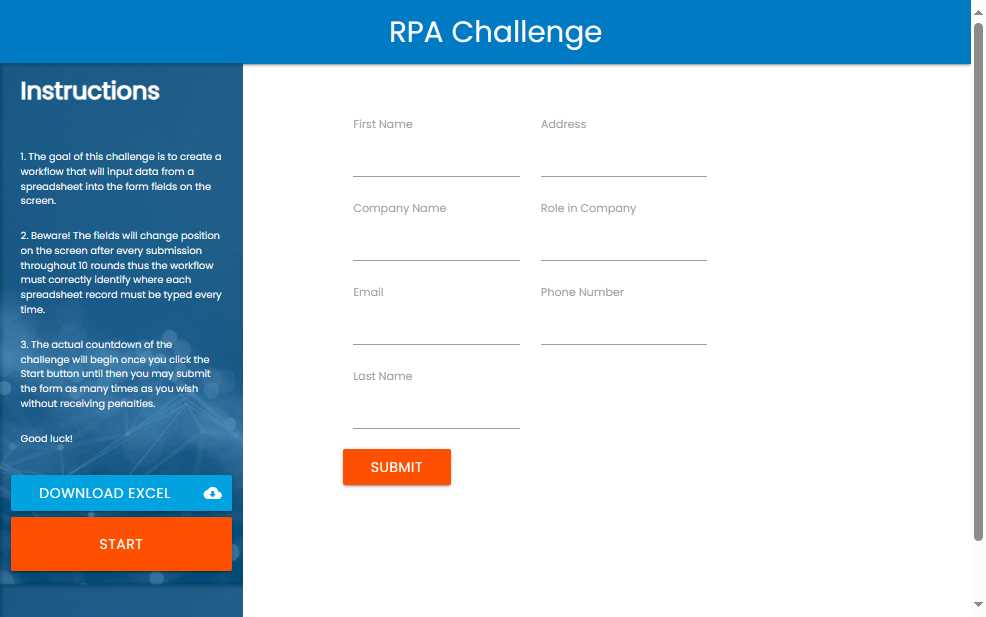 RPA Challenge
Instructions
1. The goal of this challenge is to create a
workflow that will input data from a
spreadsheet into the form fields on the
screen.
2. Beware! The fields will change position
on the screen after every submission
throughout 10 rounds thus the workflow
must correctly identify where each
spreadsheet record must be typed every
time.
3. The actual countdown of the
challenge will begin once you click the
Start button until then you may submit
the form as many times as you wish
without receiving penalties.
Good luck!
DOWNLOAD EXCEL
START
First Name
Address
Company Name
Role in Company
Email
Phone Number
Last Name
SUBMIT